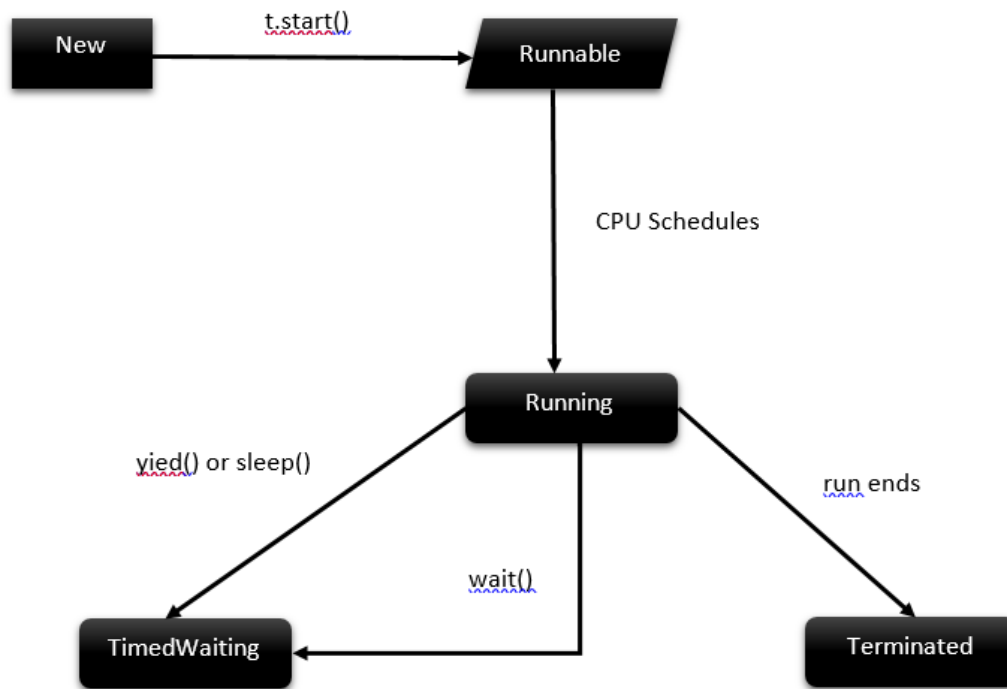 t.start()
New
Runnable
CPU Schedules
Running
yied() or sleep()
run ends
wait()
TimedWaiting
Terminated